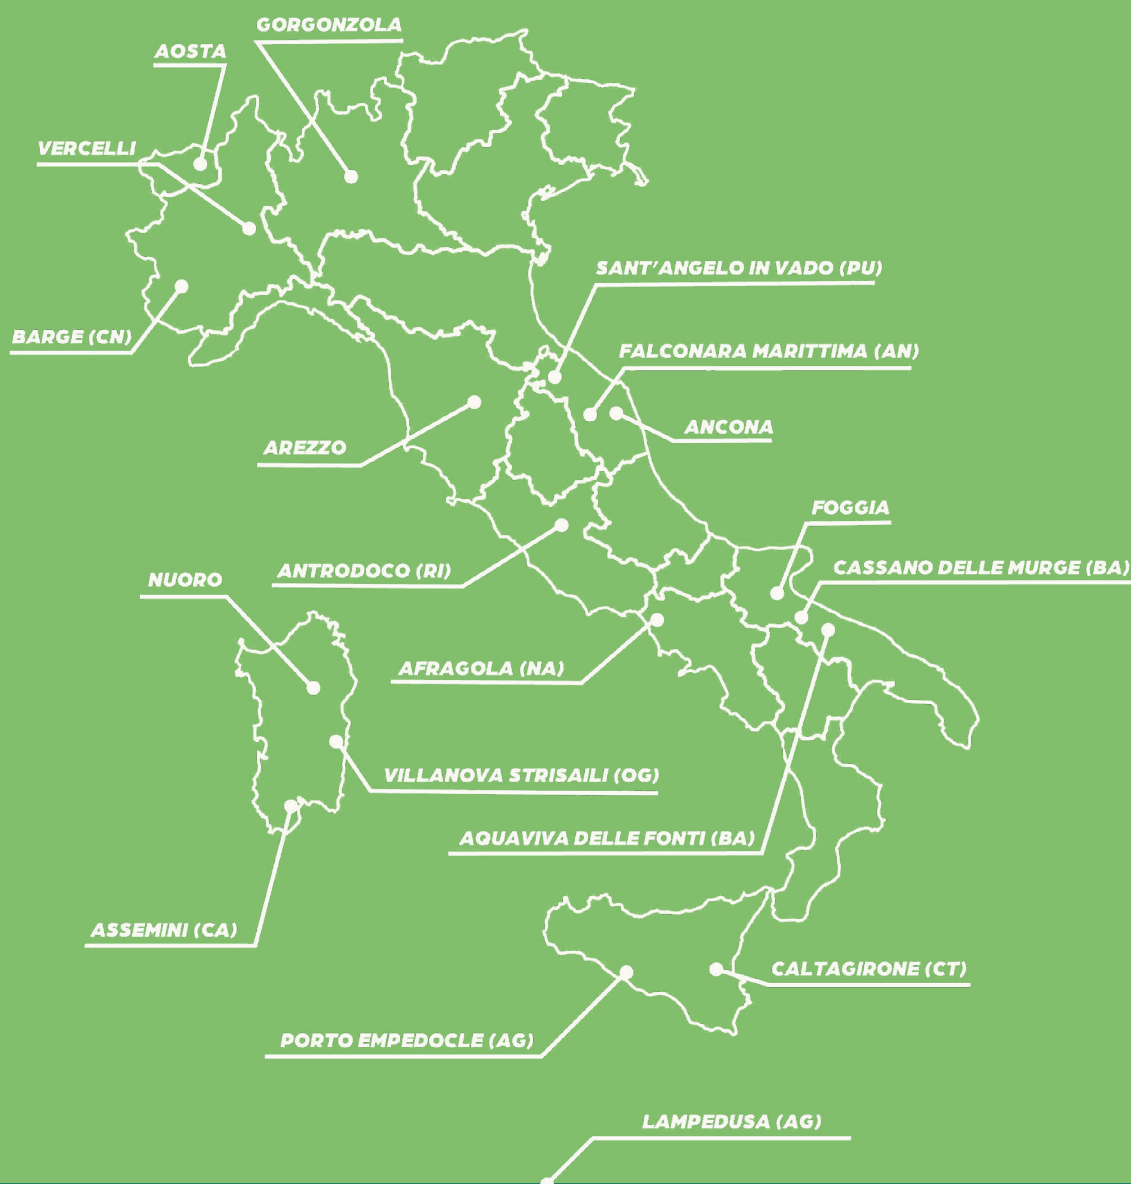 GORGONZOLA
AOSTA
VERCELLI
SANT'ANGELO IN VADO (PU)
BARGE (CN)
FALCONARA MARITTIMA (AN)
ANCONA
AREZZO
FOGGIA
CASSANO DELLE MURGE (BA)
ANTRODOCO (RI)
NUORO
AFRAGOLA (NA)
VILLANOVA STRISAILI (OG)
AQUAVIVA DELLE FONTI (BA)
ASSEMINI (CA)
CALTAGIRONE (CT)
PORTO EMPEDOCLE (AG)
LAMPEDUSA (AG)